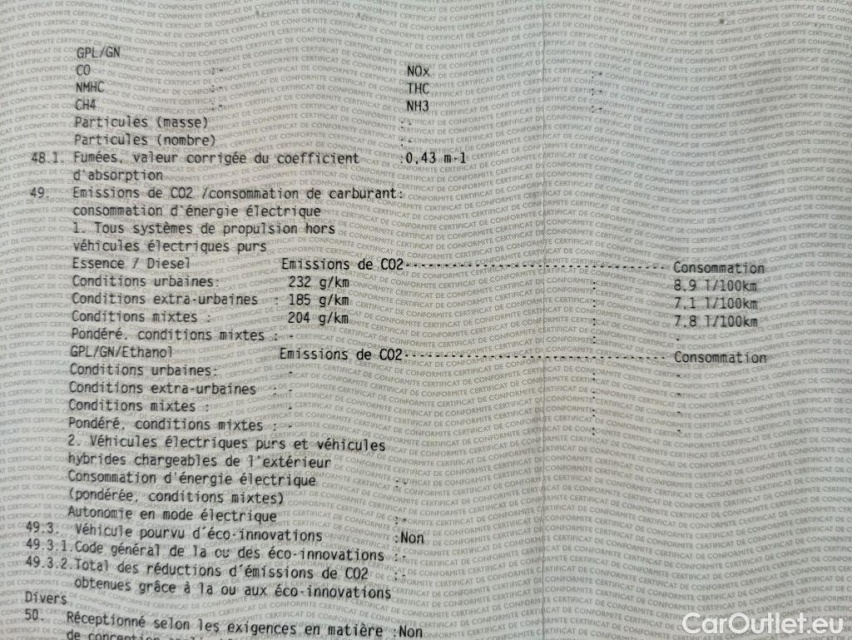 GPL/GN
CO :- NOx :-
NMHC :- THC :-
CH4 :- NH3 :-
Particules (masse) :-
Particules (nombre) :-
48.1. Fumées, valeur corrigée du coefficient :0,43 m-1
d'absorption
49. Emissions de CO2 /consommation de carburant:
consommation d'énergie électrique
1. Tous systèmes de propulsion hors
véhicules électriques purs
Essence / Diesel Emissions de CO2 Consommation
Conditions urbaines: 232 g/km : 8.9 l/100km
Conditions extra-urbaines : 185 g/km : 7.1 l/100km
Conditions mixtes : 204 g/km : 7.8 l/100km
Pondéré, conditions mixtes : - : -
GPL/GN/Ethanol Emissions de CO2 Consommation
Conditions urbaines: - : -
Conditions extra-urbaines : - : -
Conditions mixtes : - : -
Pondéré, conditions mixtes : - : -
2. Véhicules électriques purs et véhicules
hybrides chargeables de l'extérieur
Consommation d'énergie électrique :-
(pondérée, conditions mixtes)
Autonomie en mode électrique :-
49.3. Véhicule pourvu d'éco-innovations :Non
49.3.1.Code général de la ou des éco-innovations :-
49.3.2.Total des réductions d'émissions de CO2 :-
obtenues grâce à la ou aux éco-innovations
Divers
50. Réceptionné selon les exigences en matière :Non
de conception
CarOutlet.eu